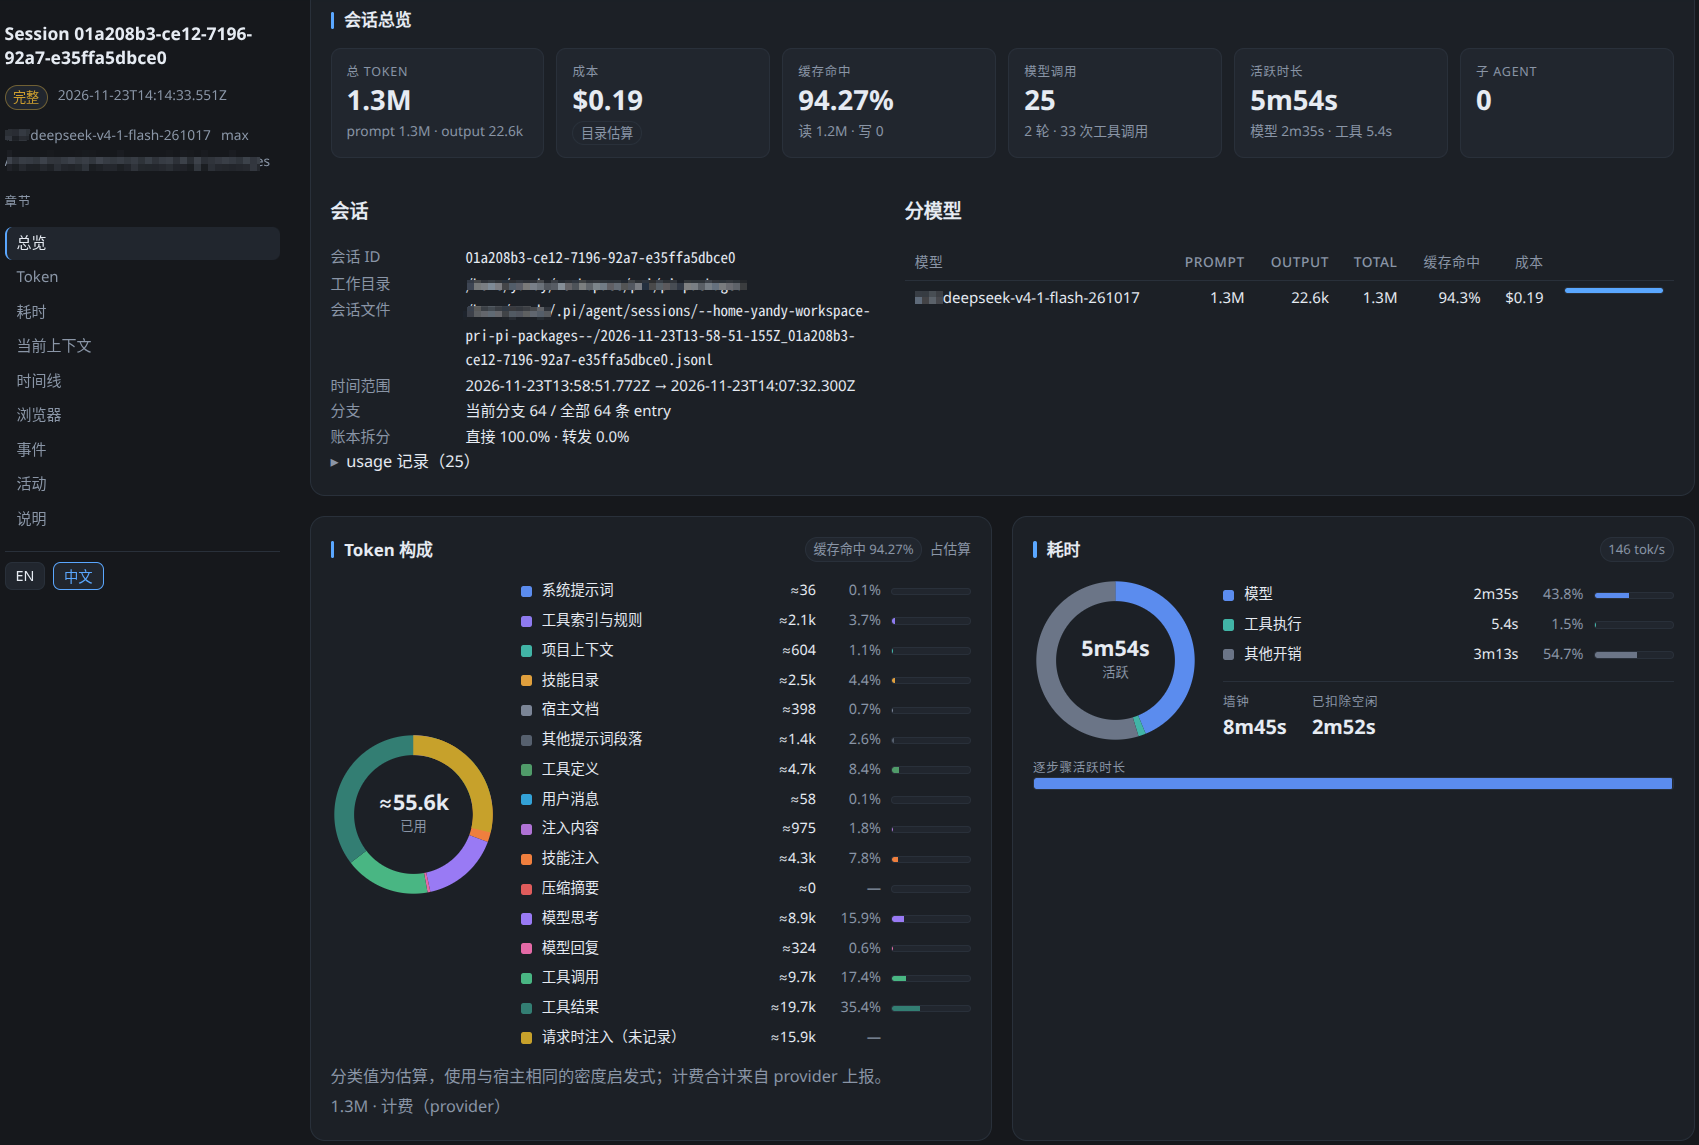 Session 01a208b3-ce12-7196-
92a7-e35ffa5dbce0
完整 2026-11-23T14:14:33.551Z
deepseek-v4-1-flash-261017 max
es
章节
总览
Token
耗时
当前上下文
时间线
浏览器
事件
活动
说明
EN 中文
会话总览
总 TOKEN
1.3M
prompt 1.3M · output 22.6k
成本
$0.19
目录估算
缓存命中
94.27%
读 1.2M · 写 0
模型调用
25
2 轮 · 33 次工具调用
活跃时长
5m54s
模型 2m35s · 工具 5.4s
子 AGENT
0
会话
会话 ID 01a208b3-ce12-7196-92a7-e35ffa5dbce0
工作目录
会话文件 /.pi/agent/sessions/--home-yandy-workspace-
pri-pi-packages--/2026-11-23T13-58-51-155Z_01a208b3-
ce12-7196-92a7-e35ffa5dbce0.jsonl
时间范围 2026-11-23T13:58:51.772Z → 2026-11-23T14:07:32.300Z
分支 当前分支 64 / 全部 64 条 entry
账本拆分 直接 100.0% · 转发 0.0%
▸ usage 记录（25）
分模型
模型 PROMPT OUTPUT TOTAL 缓存命中 成本
deepseek-v4-1-flash-261017 1.3M 22.6k 1.3M 94.3% $0.19
Token 构成 缓存命中 94.27% 占估算
≈55.6k
已用
系统提示词 ≈36 0.1%
工具索引与规则 ≈2.1k 3.7%
项目上下文 ≈604 1.1%
技能目录 ≈2.5k 4.4%
宿主文档 ≈398 0.7%
其他提示词段落 ≈1.4k 2.6%
工具定义 ≈4.7k 8.4%
用户消息 ≈58 0.1%
注入内容 ≈975 1.8%
技能注入 ≈4.3k 7.8%
压缩摘要 ≈0 —
模型思考 ≈8.9k 15.9%
模型回复 ≈324 0.6%
工具调用 ≈9.7k 17.4%
工具结果 ≈19.7k 35.4%
请求时注入（未记录） ≈15.9k —
分类值为估算，使用与宿主相同的密度启发式；计费合计来自 provider 上报。
1.3M · 计费（provider）
耗时 146 tok/s
5m54s
活跃
模型 2m35s 43.8%
工具执行 5.4s 1.5%
其他开销 3m13s 54.7%
墙钟
8m45s
已扣除空闲
2m52s
逐步骤活跃时长